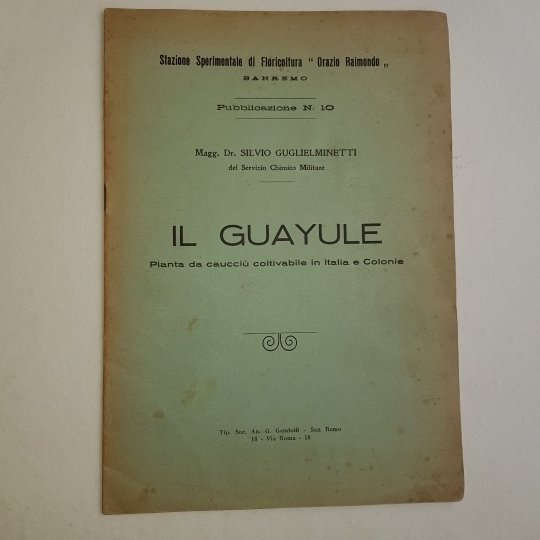 Stazione Sperimentale di Floricoltura " Orazio Raimondo „
SANREMO
Pubblicazione N. 10
Magg. Dr. SILVIO GUGLIELMINETTI
del Servizio Chimico Militare
IL GUAYULE
Pianta da caucciù coltivabile in Italia e Colonie
Tip. Soc. An. G. Gandolfi - San Remo
18 - Via Roma - 18